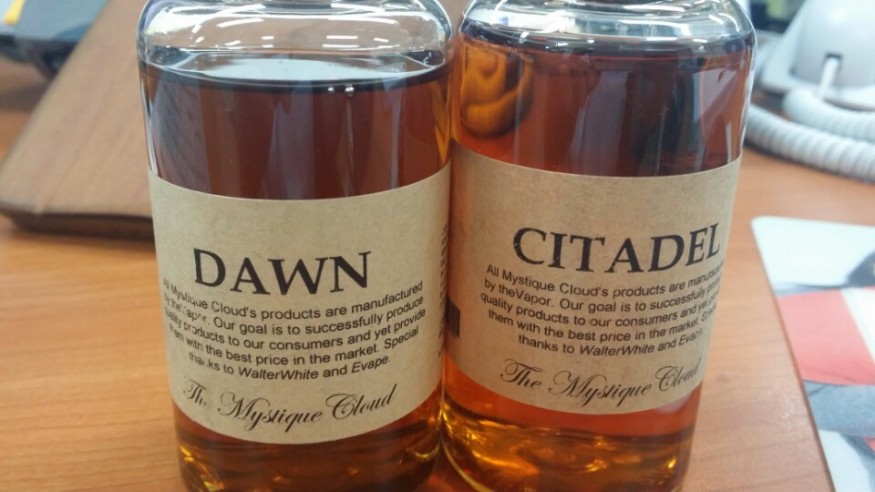 DAWN
All Mystique Cloud's products are manufactured
by theVapor. Our goal is to successfully produce
quality products to our consumers and yet provide
them with the best price in the market. Special
thanks to WalterWhite and Evape.
The Mystique Cloud
CITADEL
All Mystique Cloud's products are
by theVapor. Our goal is to successfully
quality products to our consumers and yet
them with the best price in the market.
thanks to WalterWhite and Evape.
The Mystique Cloud